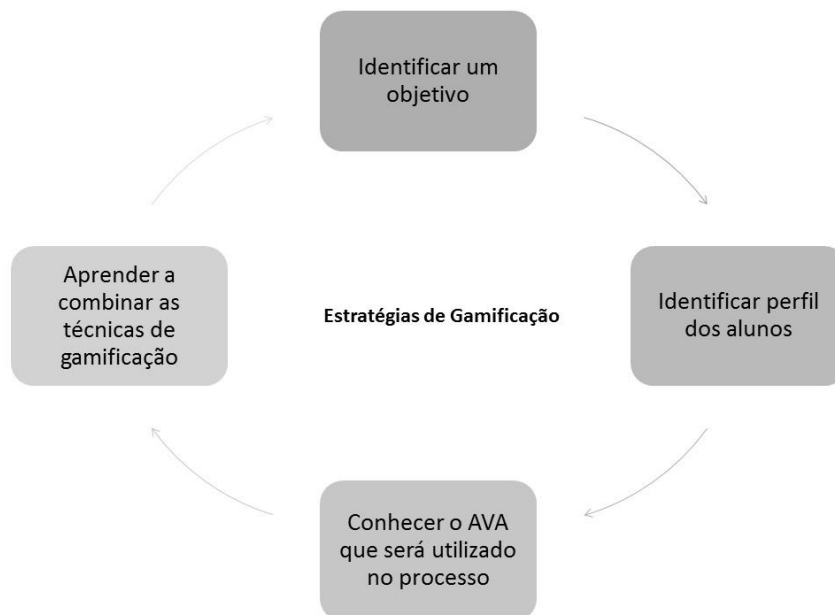 Identificar um
objetivo
Aprender a
combinar as
técnicas de
gamificação
Estratégias de Gamificação
Identificar perfil
dos alunos
Conhecer o AVA
que será utilizado
no processo